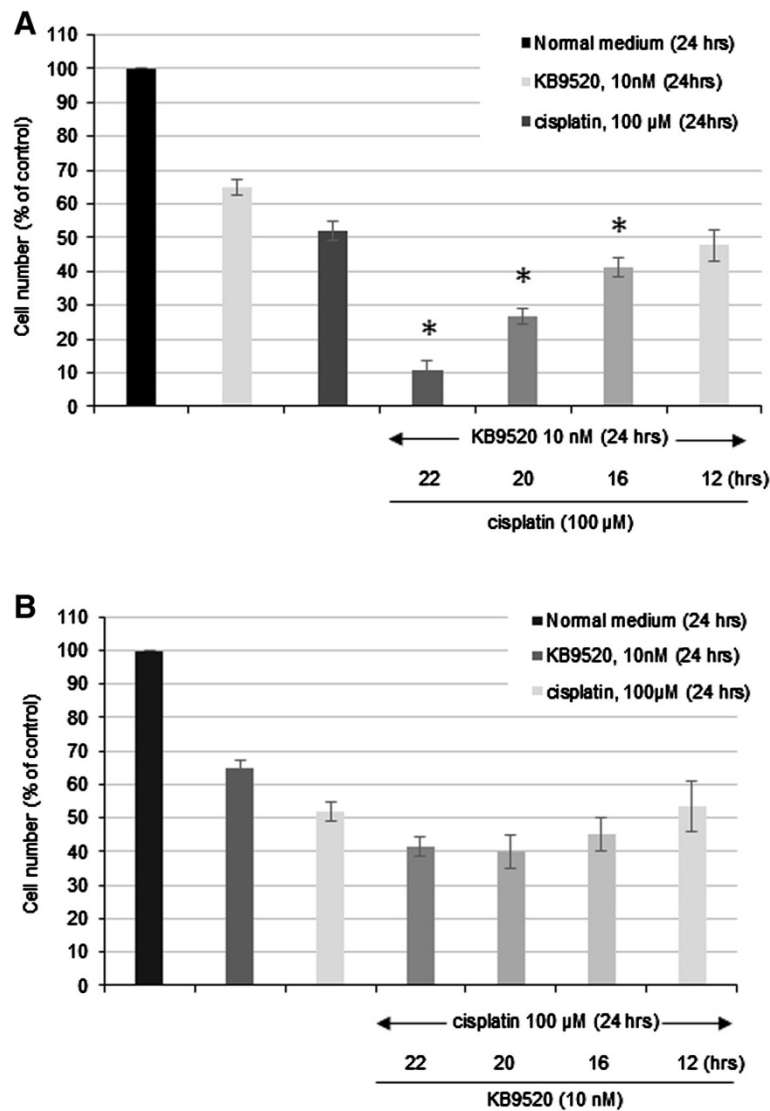 A
110
100
90
80
70
60
50
40
30
20
10
0
Cell number (% of control)
Normal medium (24 hrs)
KB9520, 10nM (24hrs)
cisplatin, 100 µM (24hrs)
*
*
*
KB9520 10 nM (24 hrs)
22 20 16 12 (hrs)
cisplatin (100 µM)
B
110
100
90
80
70
60
50
40
30
20
10
0
Cell number (% of control)
Normal medium (24 hrs)
KB9520, 10nM (24 hrs)
cisplatin, 100µM (24 hrs)
cisplatin 100 µM (24 hrs)
22 20 16 12 (hrs)
KB9520 (10 nM)